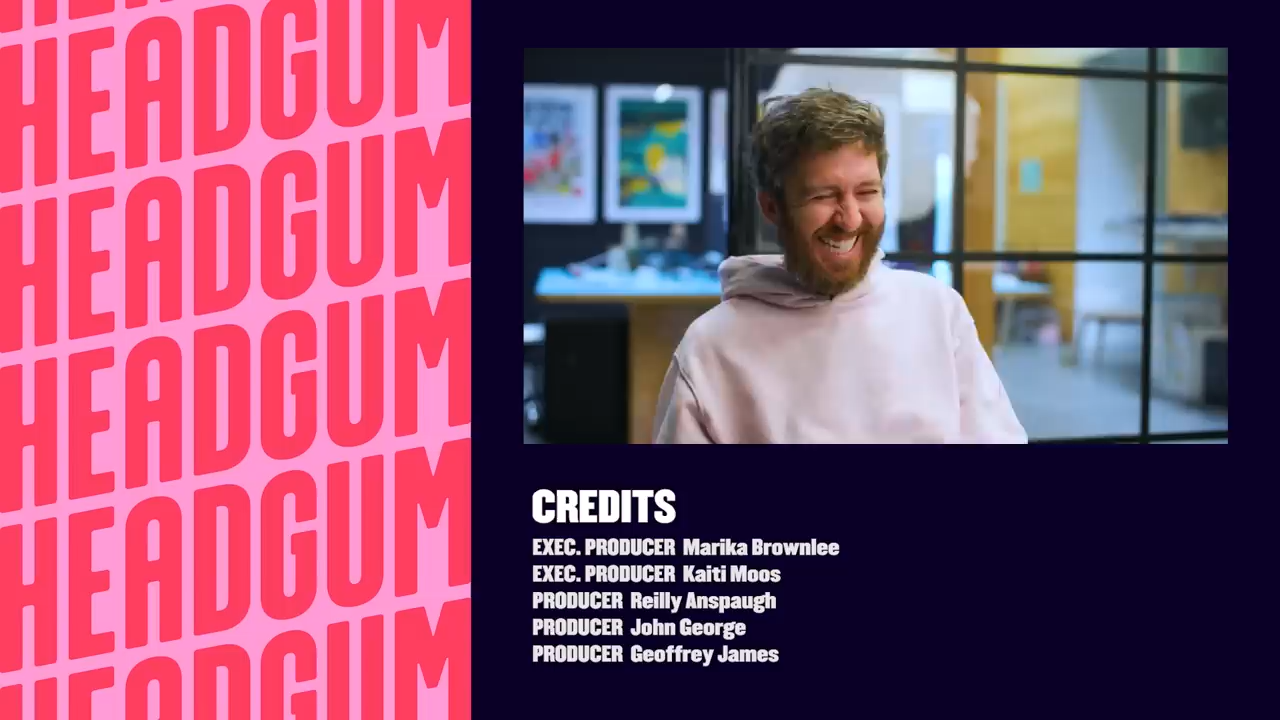 HEADGUM
HEADGUM
HEADGUM
HEADGUM
HEADGUM
CREDITS
EXEC. PRODUCER Marika Brownlee
EXEC. PRODUCER Kaiti Moos
PRODUCER Reilly Anspaugh
PRODUCER John George
PRODUCER Geoffrey James